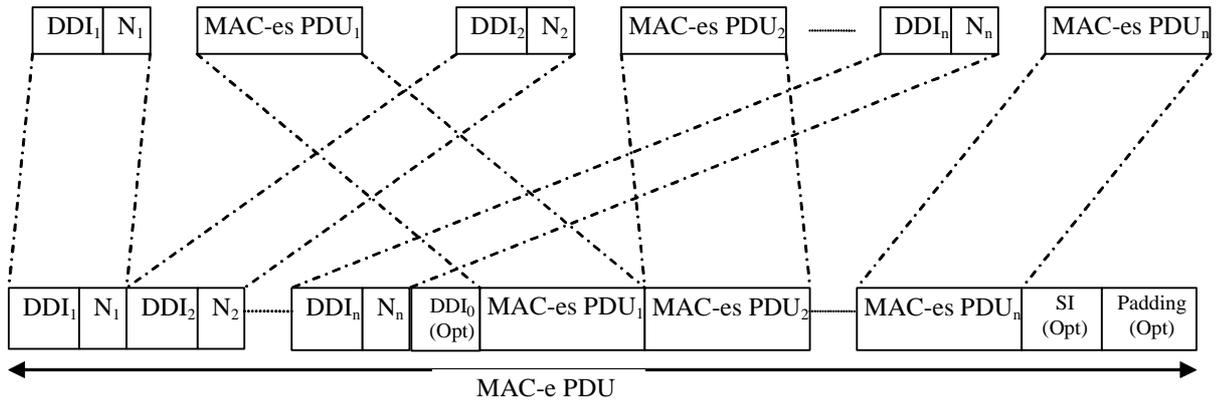 DDI₁ N₁ MAC-es PDU₁ DDI₂ N₂ MAC-es PDU₂ DDIₙ Nₙ MAC-es PDUₙ
DDI₁ N₁ DDI₂ N₂ DDIₙ Nₙ DDI₀ (Opt) MAC-es PDU₁ MAC-es PDU₂ MAC-es PDUₙ SI (Opt) Padding (Opt)
MAC-e PDU